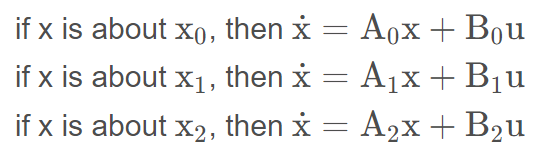 if x is about x₀, then ẋ = A₀x + B₀u
if x is about x₁, then ẋ = A₁x + B₁u
if x is about x₂, then ẋ = A₂x + B₂u